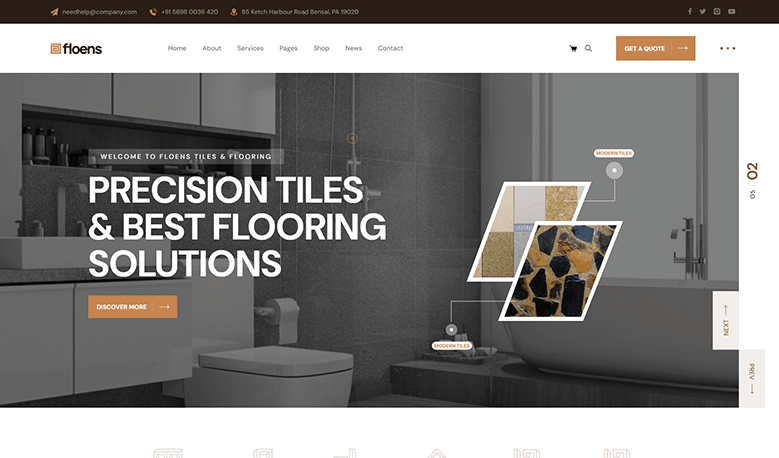 needhelp@company.com +91 5698 0036 420 85 Ketch Harbour Road Bensal, PA 19020
floens Home About Services Pages Shop News Contact GET A QUOTE
WELCOME TO FLOENS TILES & FLOORING
PRECISION TILES
& BEST FLOORING
SOLUTIONS
DISCOVER MORE
MODERN TILES
MODERN TILES
02
05
NEXT
PREV